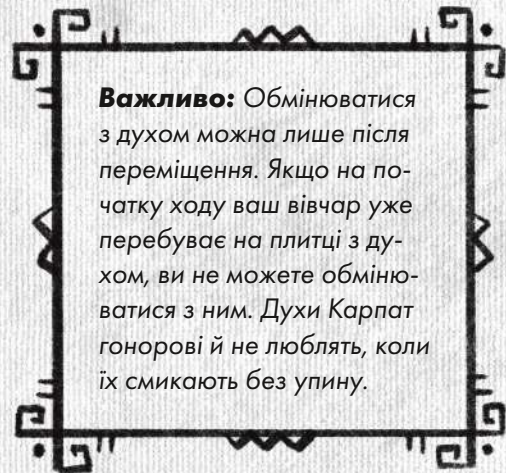 Важливо: Обмінюватися
з духом можна лише після
переміщення. Якщо на по-
чатку ходу ваш вівчар уже
перебуває на плитці з ду-
хом, ви не можете обміню-
ватися з ним. Духи Карпат
гонорові й не люблять, коли
їх смикають без упину.